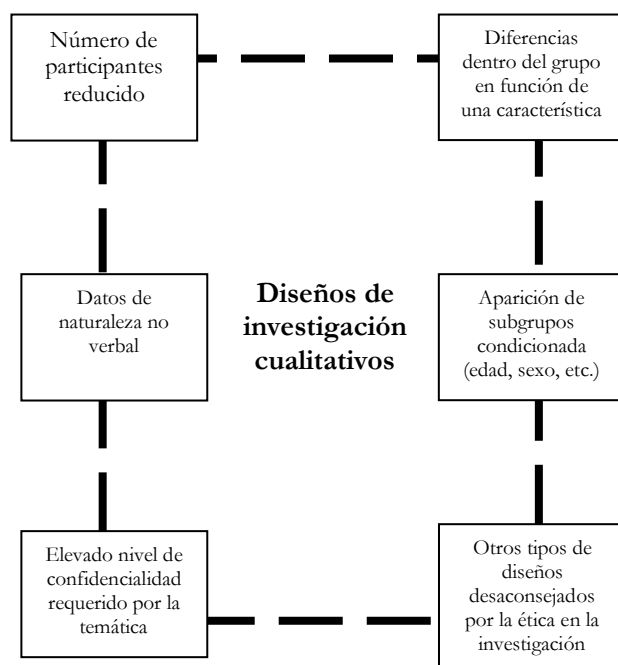 Número de
participantes
reducido
Diferencias
dentro del grupo
en función de
una característica
Datos de
naturaleza no
verbal
Diseños de
investigación
cualitativos
Aparición de
subgrupos
condicionada
(edad, sexo, etc.)
Elevado nivel de
confidencialidad
requerido por la
temática
Otros tipos de
diseños
desaconsejados
por la ética en la
investigación